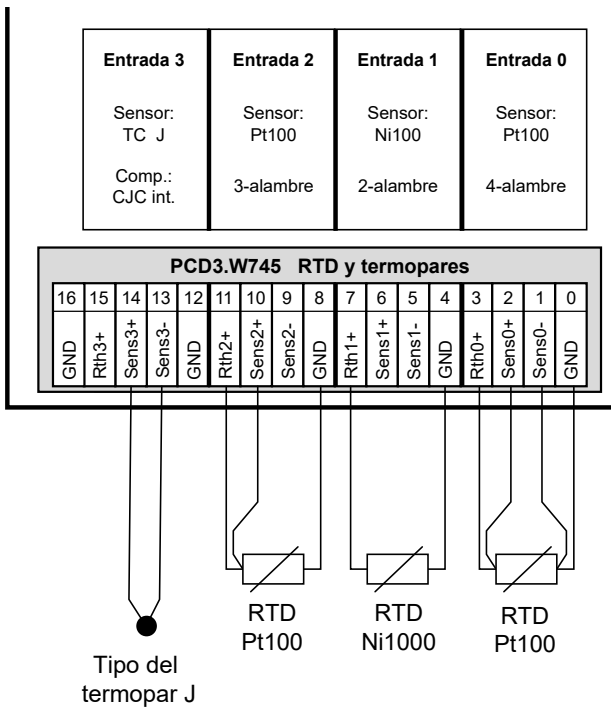 Entrada 3
Sensor:
TC J
Comp.:
CJC int.
Entrada 2
Sensor:
Pt100
3-alambre
Entrada 1
Sensor:
Ni100
2-alambre
Entrada 0
Sensor:
Pt100
4-alambre
PCD3.W745 RTD y termopares
16 15 14 13 12 11 10 9 8 7 6 5 4 3 2 1 0
GND
Rth3+
Sens3+
Sens3-
GND
Rth2+
Sens2+
Sens2-
GND
Rth1+
Sens1+
Sens1-
GND
Rth0+
Sens0+
Sens0-
GND
RTD
Pt100
RTD
Ni1000
RTD
Pt100
Tipo del
termopar J